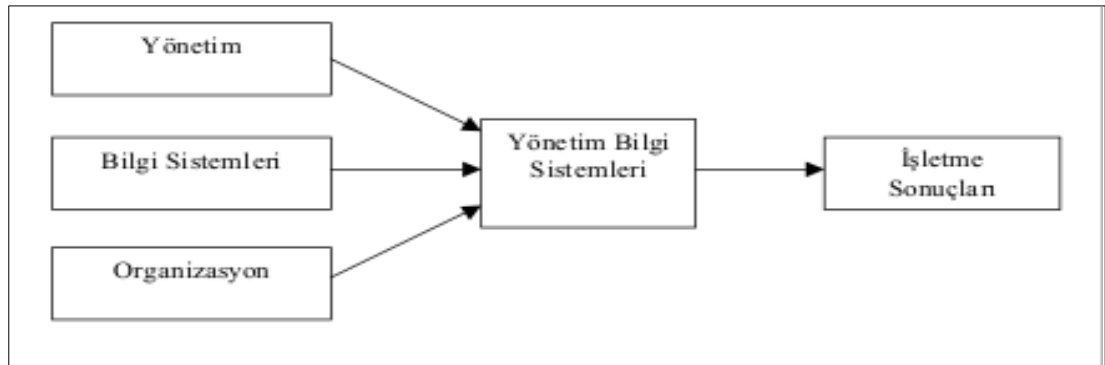 Yönetim
Bilgi Sistemleri
Organizasyon
Yönetim Bilgi
Sistemleri
İşletme
Sonuçları